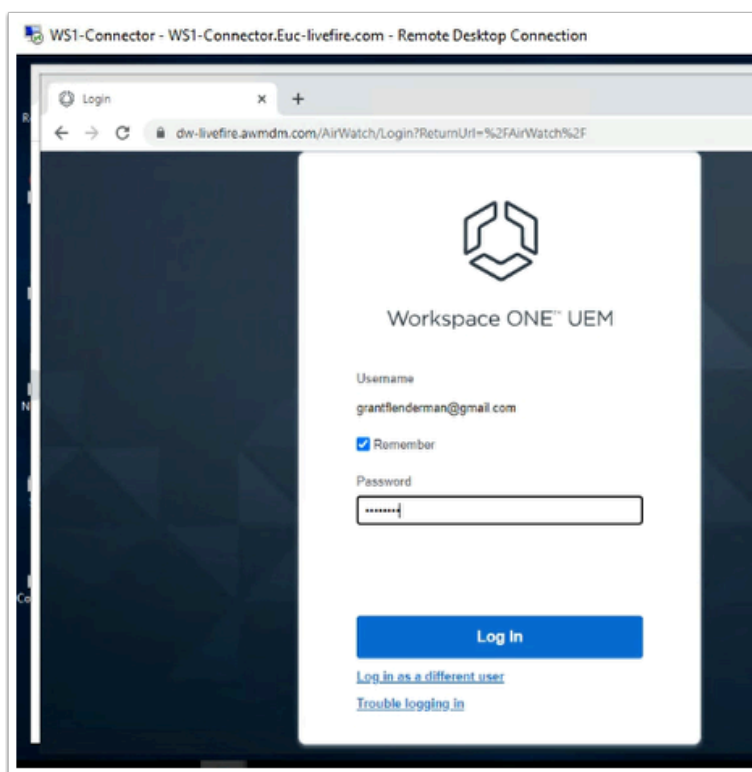 WS1-Connector - WS1-Connector.Euc-livefire.com - Remote Desktop Connection
Login
dw-livefire.awmdm.com/AirWatch/Login?ReturnUrl=%2FAirWatch%2F
Workspace ONE™ UEM
Username
grantflenderman@gmail.com
Remember
Password
Log In
Log in as a different user
Trouble logging in